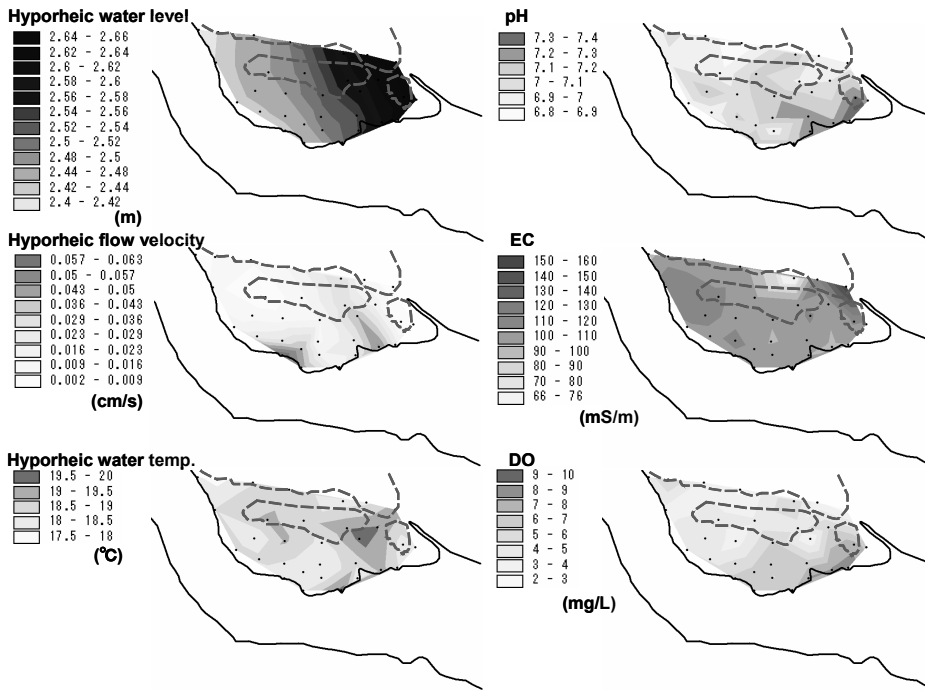 Hyporheic water level
2.64 - 2.66
2.62 - 2.64
2.6 - 2.62
2.58 - 2.6
2.56 - 2.58
2.54 - 2.56
2.52 - 2.54
2.5 - 2.52
2.48 - 2.5
2.44 - 2.48
2.42 - 2.44
2.4 - 2.42
(m)
pH
7.3 - 7.4
7.2 - 7.3
7.1 - 7.2
7 - 7.1
6.9 - 7
6.8 - 6.9
Hyporheic flow velocity
0.057 - 0.063
0.05 - 0.057
0.043 - 0.05
0.036 - 0.043
0.029 - 0.036
0.023 - 0.029
0.016 - 0.023
0.009 - 0.016
0.002 - 0.009
(cm/s)
EC
150 - 160
140 - 150
130 - 140
120 - 130
110 - 120
100 - 110
90 - 100
80 - 90
70 - 80
66 - 76
(mS/m)
Hyporheic water temp.
19.5 - 20
19 - 19.5
18.5 - 19
18 - 18.5
17.5 - 18
(℃)
DO
9 - 10
8 - 9
7 - 8
6 - 7
5 - 6
4 - 5
3 - 4
2 - 3
(mg/L)